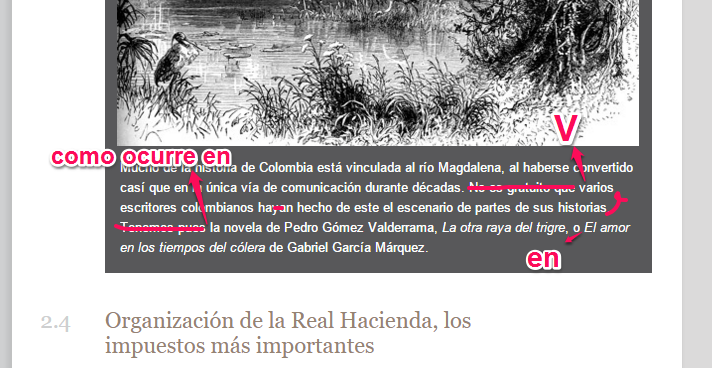 V
como ocurre en
Mucho de la historia de Colombia está vinculada al río Magdalena, al haberse convertido
casí que en la única vía de comunicación durante décadas. No es gratuito que varios
escritores colombianos hayan hecho de este el escenario de partes de sus historias
Tenemos pues la novela de Pedro Gómez Valderrama, La otra raya del trigre, o El amor
en los tiempos del cólera de Gabriel García Márquez.
en
2.4 Organización de la Real Hacienda, los
impuestos más importantes